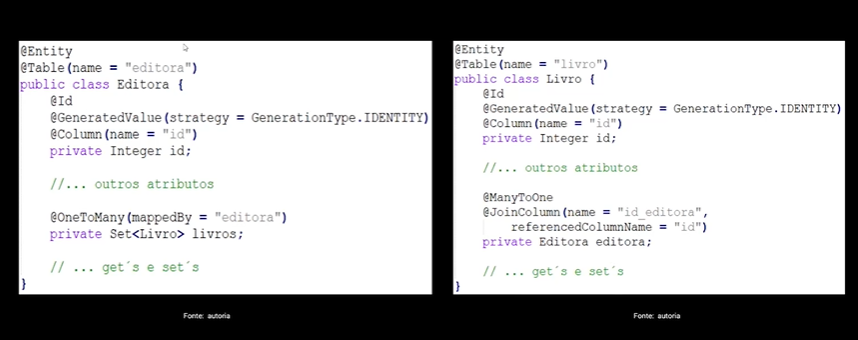 @Entity
@Table(name = "editora")
public class Editora {
@Id
@GeneratedValue(strategy = GenerationType.IDENTITY)
@Column(name = "id")
private Integer id;
//... outros atributos
@OneToMany(mappedBy = "editora")
private Set<Livro> livros;
// ... get´s e set´s
}
Fonte: autoria
@Entity
@Table(name = "livro")
public class Livro {
@Id
@GeneratedValue(strategy = GenerationType.IDENTITY)
@Column(name = "id")
private Integer id;
//... outros atributos
@ManyToOne
@JoinColumn(name = "id_editora",
referencedColumnName = "id")
private Editora editora;
// ... get´s e set´s
}
Fonte: autoria